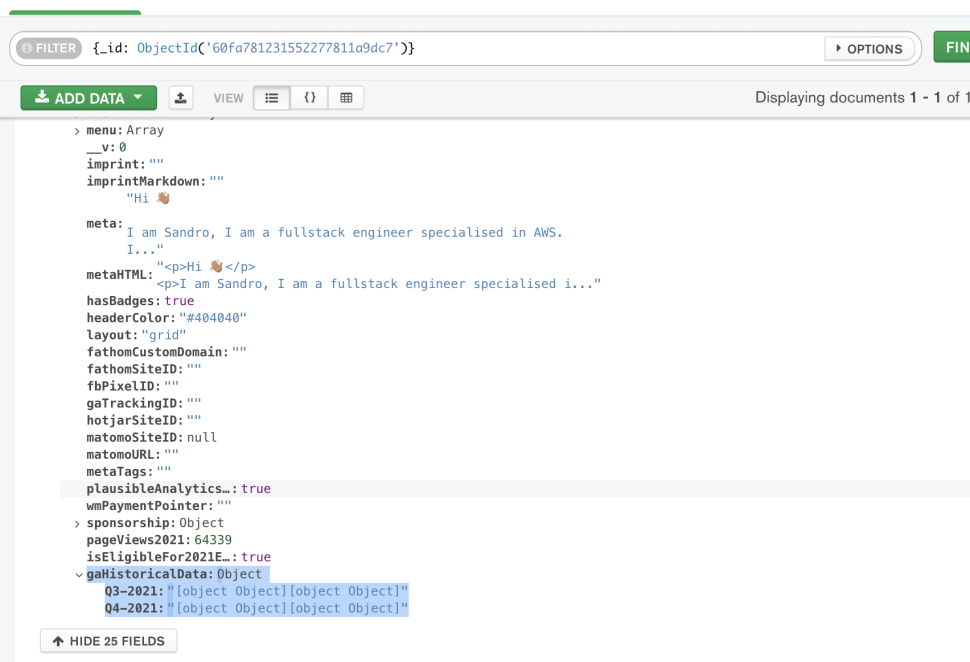 FILTER {_id: ObjectId('60fa781231552277811a9dc7')} OPTIONS FIN
ADD DATA VIEW {} Displaying documents 1 - 1 of 1
menu: Array
__v: 0
imprint: ""
imprintMarkdown: ""
"Hi 👋🏽
meta:
I am Sandro, I am a fullstack engineer specialised in AWS.
I..."
"<p>Hi 👋🏽</p>
metaHTML:
<p>I am Sandro, I am a fullstack engineer specialised i..."
hasBadges: true
headerColor: "#404040"
layout: "grid"
fathomCustomDomain: ""
fathomSiteID: ""
fbPixelID: ""
gaTrackingID: ""
hotjarSiteID: ""
matomoSiteID: null
matomoURL: ""
metaTags: ""
plausibleAnalytics…: true
wmPaymentPointer: ""
sponsorship: Object
pageViews2021: 64339
isEligibleFor2021E…: true
gaHistoricalData: Object
Q3-2021: "[object Object][object Object]"
Q4-2021: "[object Object][object Object]"
HIDE 25 FIELDS